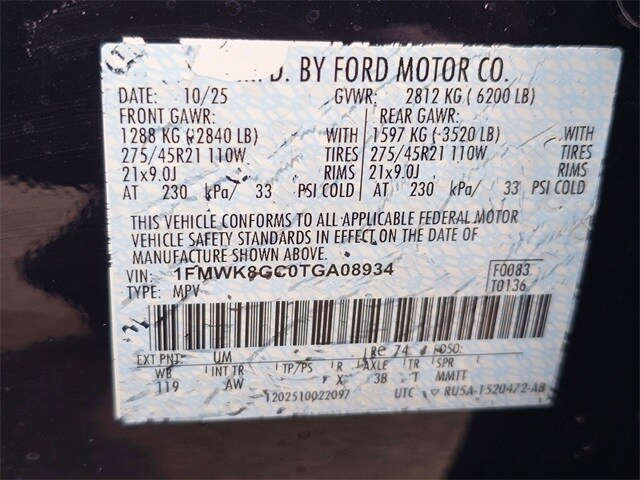 BY FORD MOTOR CO.
DATE: 10/25 GVWR: 2812 KG ( 6200 LB)
FRONT GAWR: REAR GAWR:
1288 KG ( 2840 LB) WITH 1597 KG ( 3520 LB) WITH
275/45R21 110W TIRES 275/45R21 110W TIRES
21x9.0J RIMS 21x9.0J RIMS
AT 230 kPa/ 33 PSI COLD AT 230 kPa/ 33 PSI COLD
THIS VEHICLE CONFORMS TO ALL APPLICABLE FEDERAL MOTOR
VEHICLE SAFETY STANDARDS IN EFFECT ON THE DATE OF
MANUFACTURE SHOWN ABOVE.
VIN: 1FMWK8GC0TGA08934 F0083
TYPE: MPV T0136
EXT PNT: UM RC 74 DSO:
WB INT TR TP/PS R AXLE TR SPR
119 AW X 3B T MMTT
1202510022097 UTC RU5A-1520472-AB